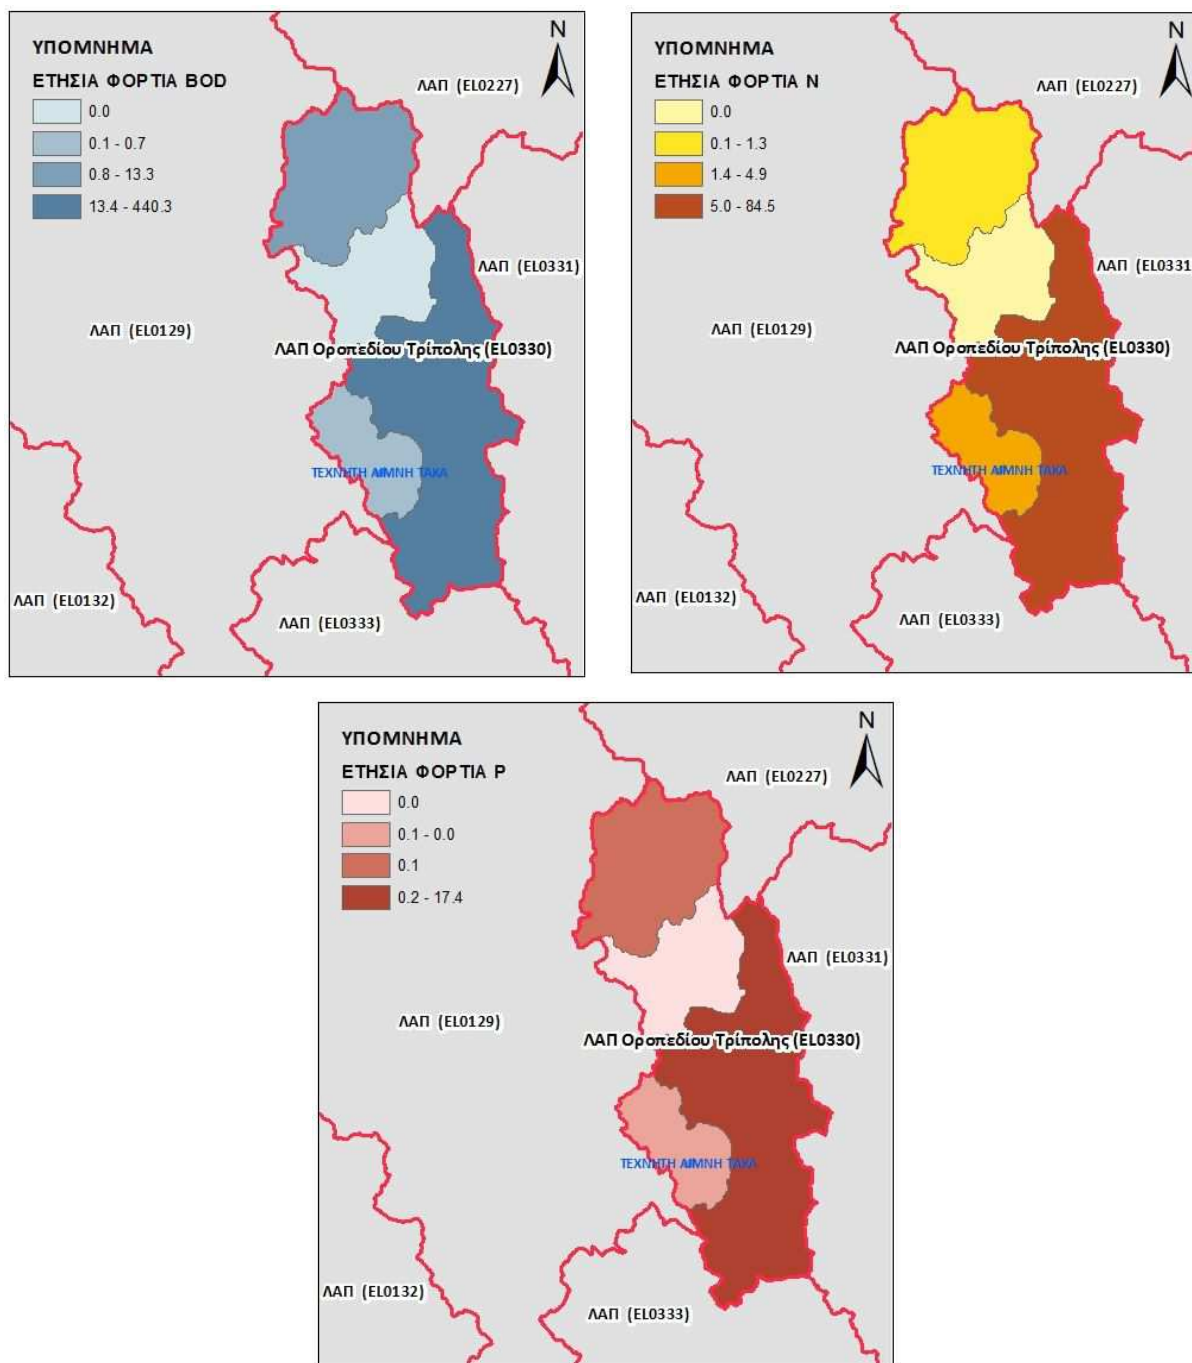 ΥΠΟΜΝΗΜΑ
ΕΤΗΣΙΑ ΦΟΡΤΙΑ BOD
0.0
0.1 - 0.7
0.8 - 13.3
13.4 - 440.3
N
ΛΑΠ (EL0227)
ΛΑΠ (EL0331)
ΛΑΠ (EL0129)
ΛΑΠ Οροπεδίου Τρίπολης (EL0330)
ΤΕΧΝΗΤΗ ΛΙΜΝΗ ΤΑΚΑ
ΛΑΠ (EL0132)
ΛΑΠ (EL0333)
ΥΠΟΜΝΗΜΑ
ΕΤΗΣΙΑ ΦΟΡΤΙΑ N
0.0
0.1 - 1.3
1.4 - 4.9
5.0 - 84.5
N
ΛΑΠ (EL0227)
ΛΑΠ (EL0331
ΛΑΠ (EL0129)
ΛΑΠ Οροπεδίου Τρίπολης (EL0330)
ΤΕΧΝΗΤΗ ΛΙΜΝΗ ΤΑΚΑ
ΛΑΠ (EL0132)
ΛΑΠ (EL0333)
ΥΠΟΜΝΗΜΑ
ΕΤΗΣΙΑ ΦΟΡΤΙΑ P
0.0
0.1 - 0.0
0.1
0.2 - 17.4
N
ΛΑΠ (EL0227)
ΛΑΠ (EL0331)
ΛΑΠ (EL0129)
ΛΑΠ Οροπεδίου Τρίπολης (EL0330)
ΤΕΧΝΗΤΗ ΛΙΜΝΗ ΤΑΚΑ
ΛΑΠ (EL0132)
ΛΑΠ (EL0333)